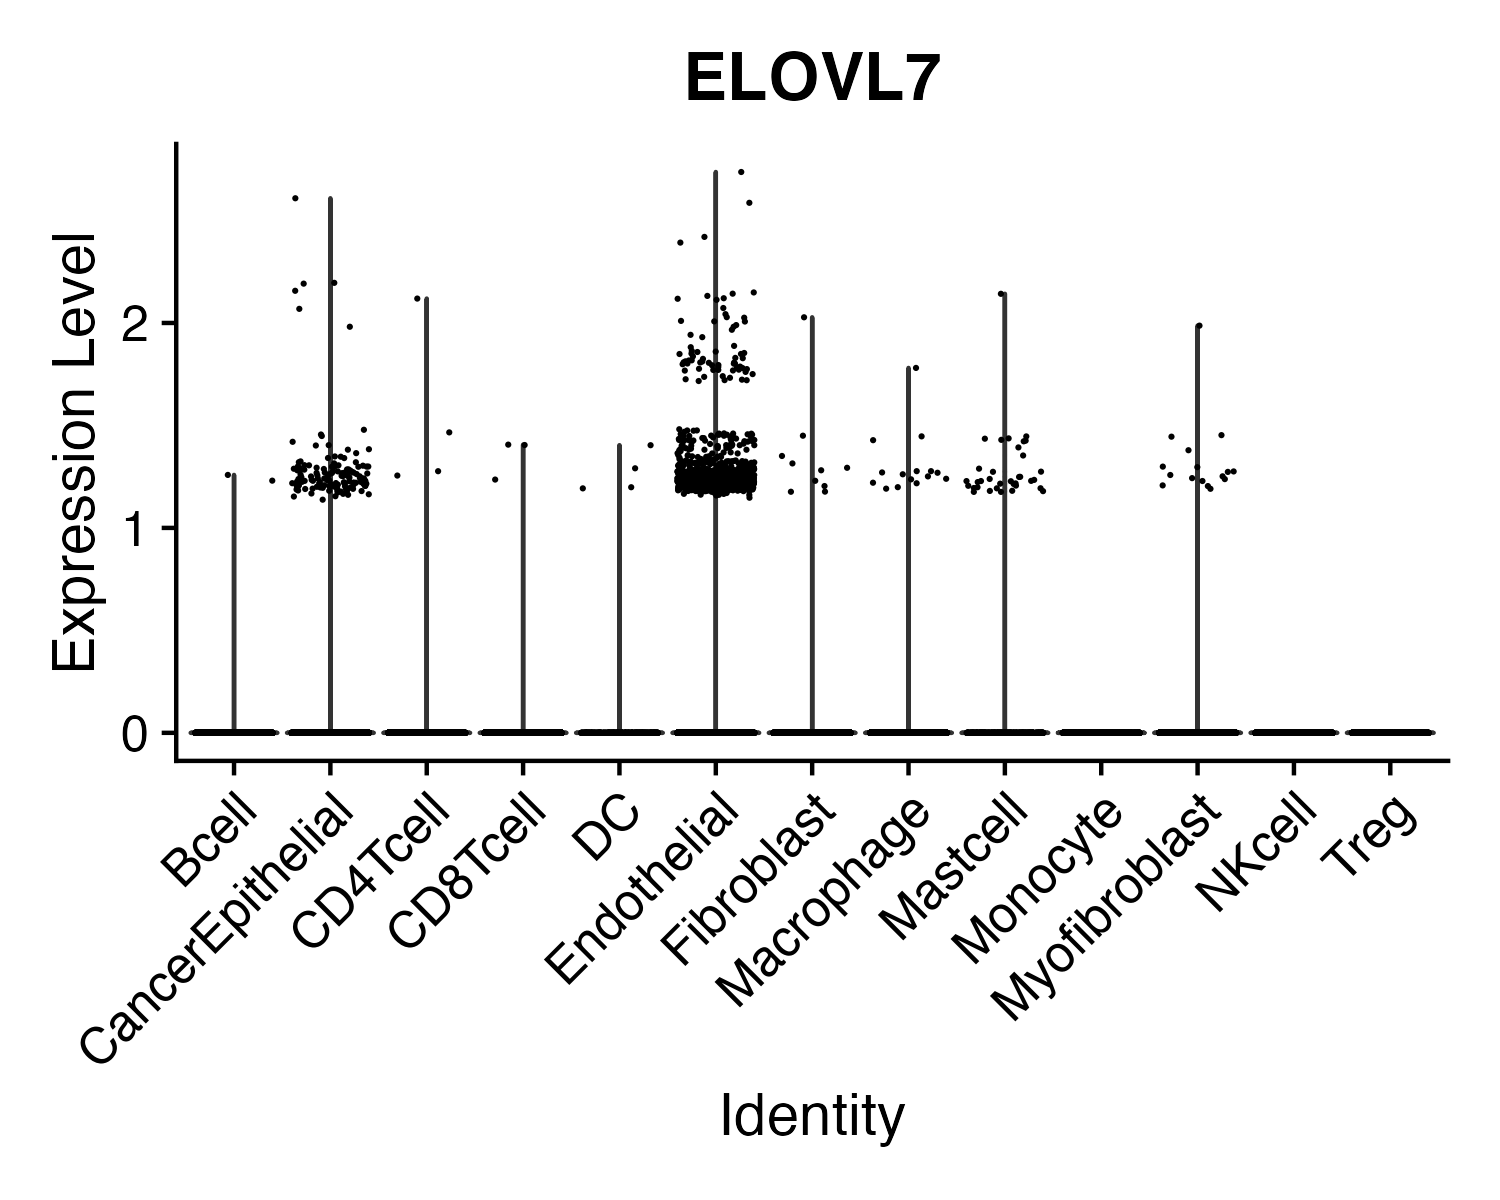 ELOVL7
Expression Level
2
1
0
Bcell
CancerEpithelial
CD4Tcell
CD8Tcell
DC
Endothelial
Fibroblast
Macrophage
Mastcell
Monocyte
Myofibroblast
NKcell
Treg
Identity